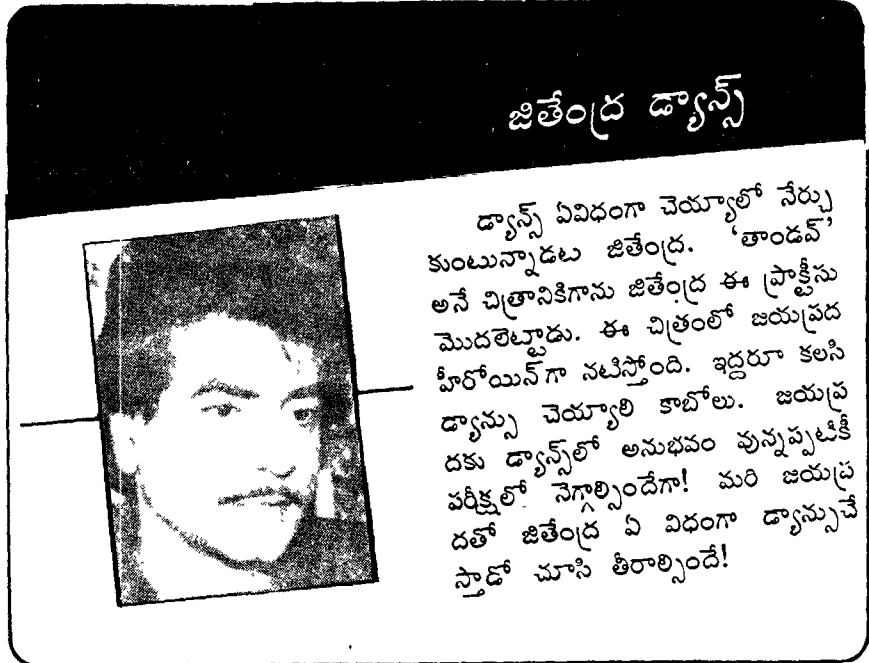 జితేంద్ర డ్యాన్స్
డ్యాన్స్ ఏవిధంగా చెయ్యాలో నేర్చు
కుంటున్నాడట జితేంద్ర. ‘తాండవ్’
అనే చిత్రానికిగాను జితేంద్ర ఈ ప్రాక్టీసు
మొదలెట్టాడు. ఈ చిత్రంలో జయప్రద
హీరోయిన్‌గా నటిస్తోంది. ఇద్దరూ కలసి
డ్యాన్సు చెయ్యాలి కాబోలు. జయప్ర
దకు డ్యాన్స్‌లో అనుభవం వున్నప్పటికీ
పరీక్షలో నెగ్గాల్సిందేగా! మరి జయప్ర
దతో జితేంద్ర ఏ విధంగా డ్యాన్సుచే
స్తాడో చూసి తీరాల్సిందే!